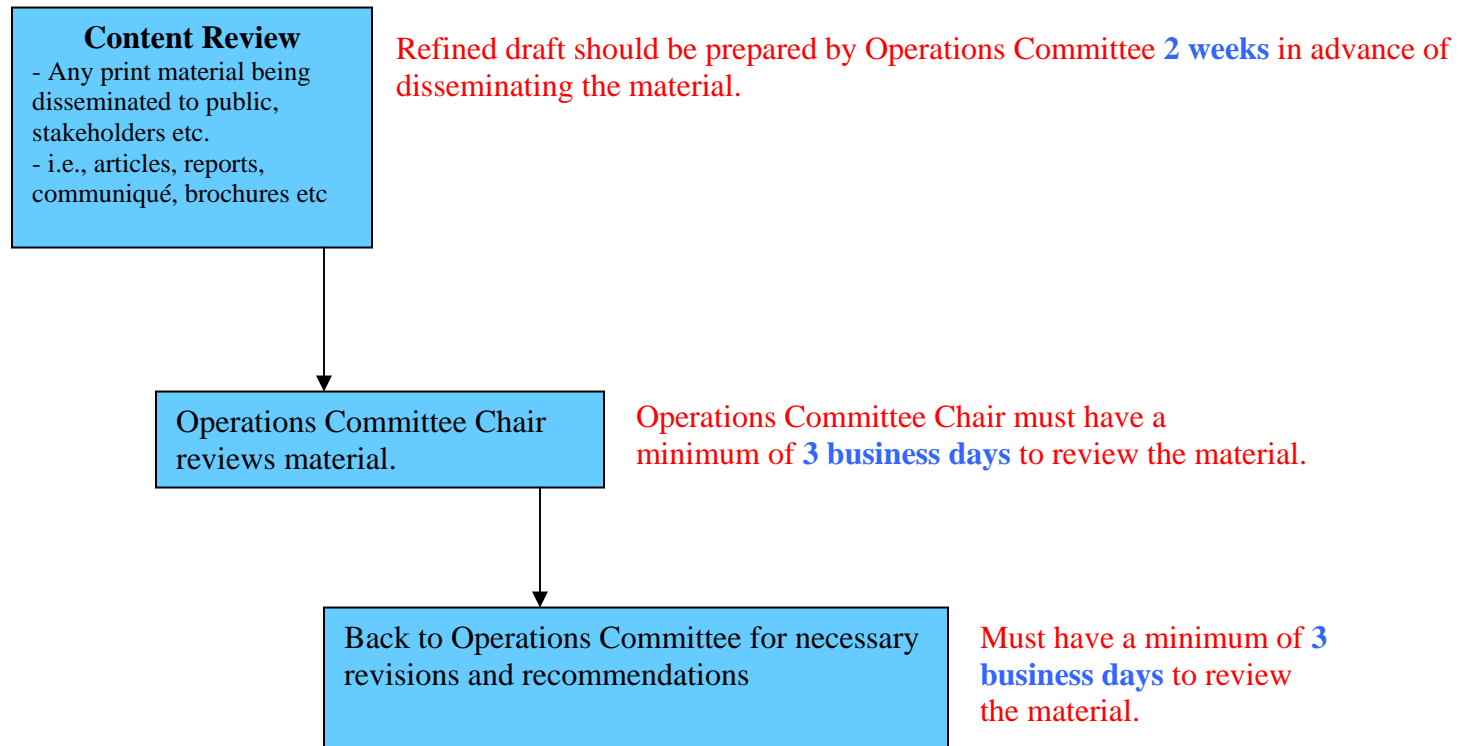 Content Review
- Any print material being
disseminated to public,
stakeholders etc.
- i.e., articles, reports,
communiqué, brochures etc
Refined draft should be prepared by Operations Committee 2 weeks in advance of
disseminating the material.
Operations Committee Chair
reviews material.
Operations Committee Chair must have a
minimum of 3 business days to review the material.
Back to Operations Committee for necessary
revisions and recommendations
Must have a minimum of 3
business days to review
the material.